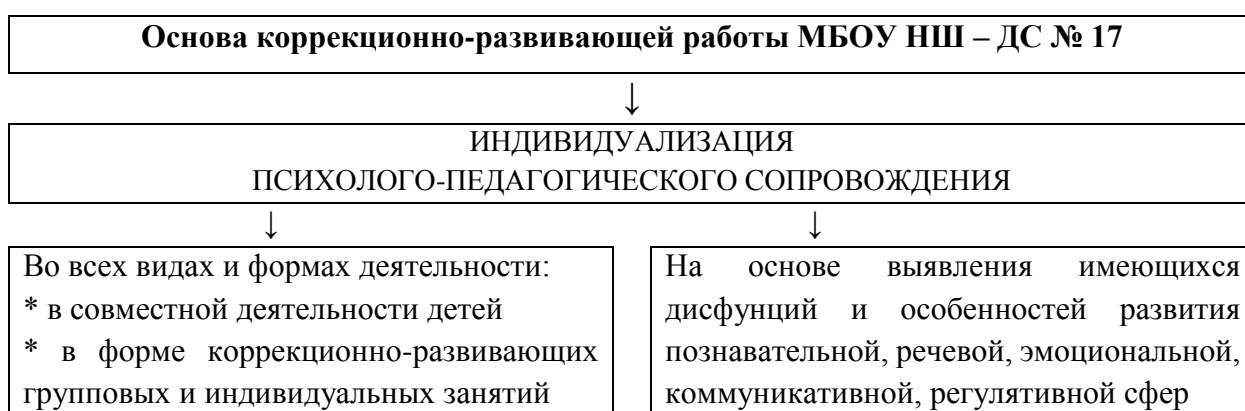 Основа коррекционно-развивающей работы МБОУ НШ – ДС № 17
↓
ИНДИВИДУАЛИЗАЦИЯ
ПСИХОЛОГО-ПЕДАГОГИЧЕСКОГО СОПРОВОЖДЕНИЯ
↓ ↓
Во всех видах и формах деятельности:
* в совместной деятельности детей
* в форме коррекционно-развивающих
групповых и индивидуальных занятий
На основе выявления имеющихся
дисфунций и особенностей развития
познавательной, речевой, эмоциональной,
коммуникативной, регулятивной сфер